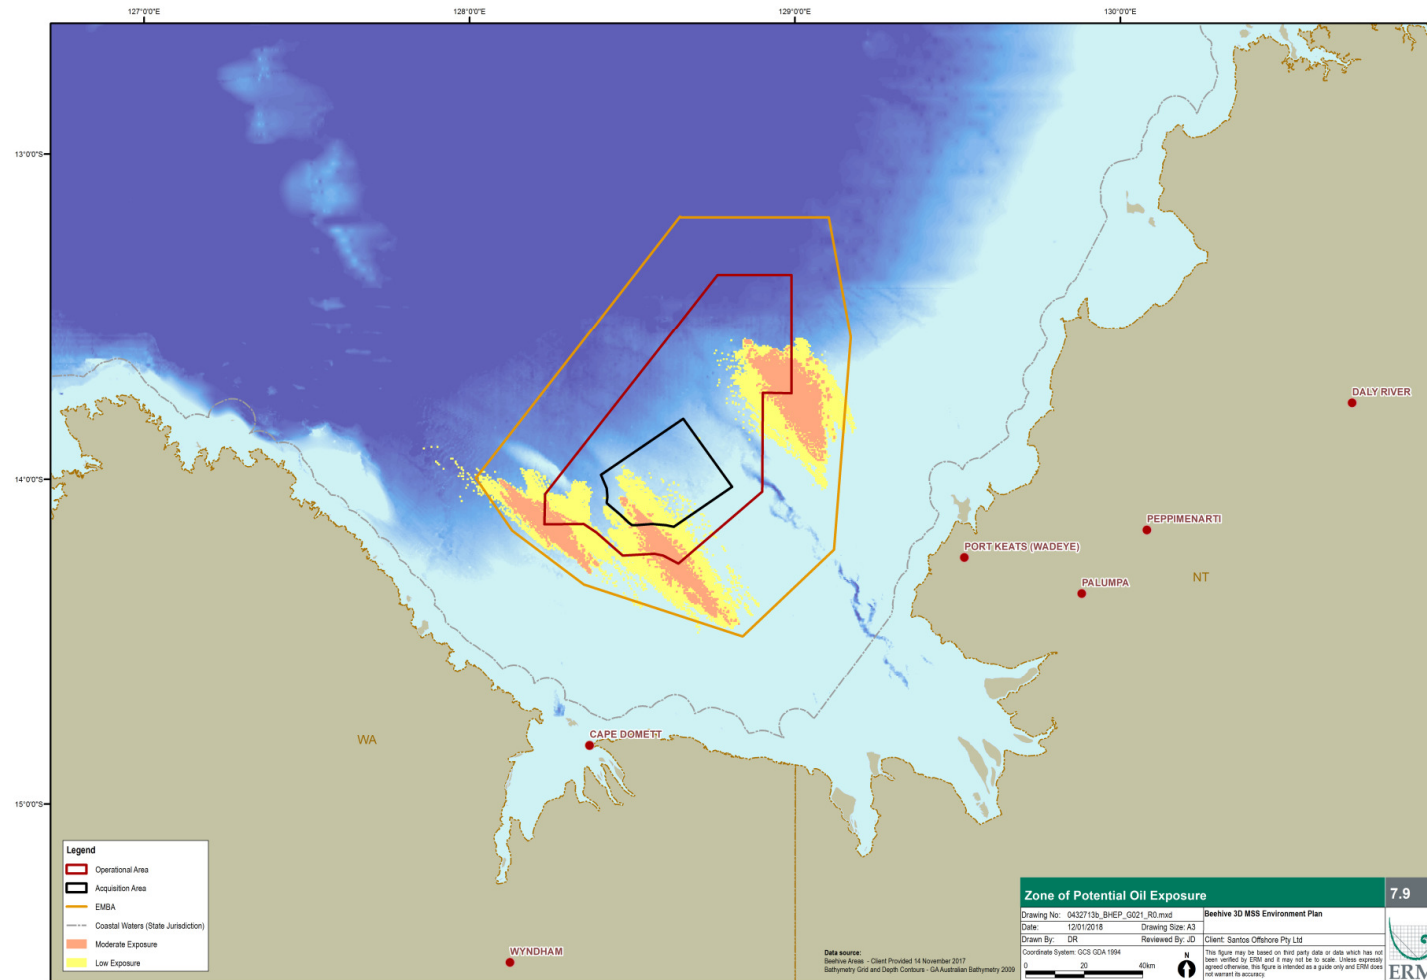 127°0'0"E 128°0'0"E 129°0'0"E 130°0'0"E
13°0'0"S
14°0'0"S
15°0'0"S
DALY RIVER
PEPPIMENARTI
PORT KEATS (WADEYE)
PALUMPA
NT
WA
CAPE DOMETT
WYNDHAM
Legend
Operational Area
Acquisition Area
EMBA
Coastal Waters (State Jurisdiction)
Moderate Exposure
Low Exposure
Data source:
Beehive Areas - Client Provided 14 November 2017
Bathymetry Grid and Depth Contours - GA Australian Bathymetry 2009
Zone of Potential Oil Exposure
7.9
Drawing No: 0432713b_BHEP_G021_R0.mxd
Date: 12/01/2018 Drawing Size: A3
Drawn By: DR Reviewed By: JD
Coordinate System: GCS GDA 1994
N
0 20 40km
Beehive 3D MSS Environment Plan
Client: Santos Offshore Pty Ltd
This figure may be based on third party data or data which has not
been verified by ERM and it may not be to scale. Unless expressly
agreed otherwise, this figure is intended as a guide only and ERM does
not warrant its accuracy.
ERM